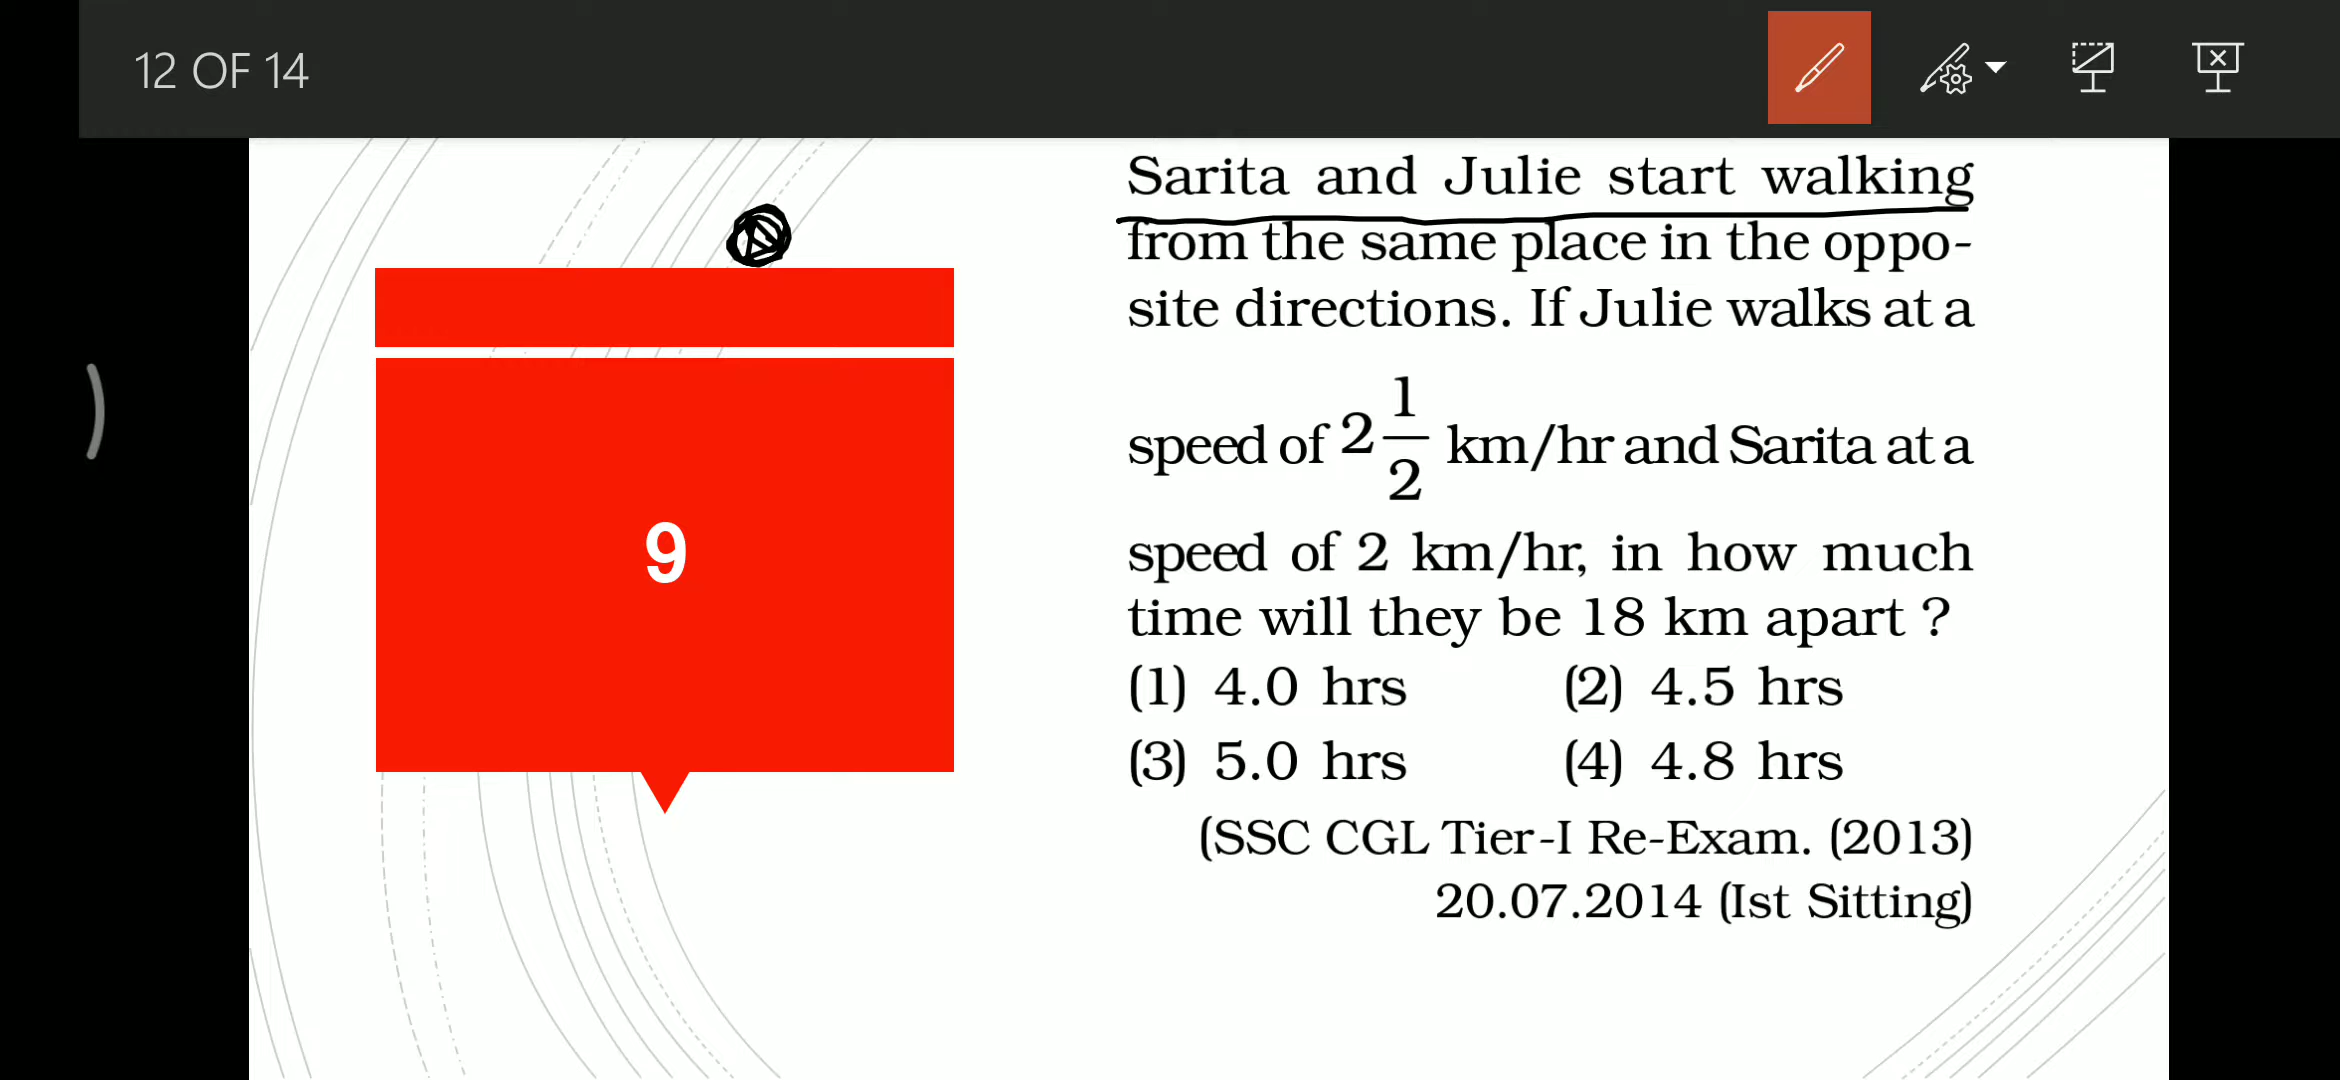 12 OF 14
9
Sarita and Julie start walking
from the same place in the oppo-
site directions. If Julie walks at a
speed of 2 1/2 km/hr and Sarita at a
speed of 2 km/hr, in how much
time will they be 18 km apart ?
(1) 4.0 hrs (2) 4.5 hrs
(3) 5.0 hrs (4) 4.8 hrs
(SSC CGL Tier-I Re-Exam. (2013)
20.07.2014 (Ist Sitting)